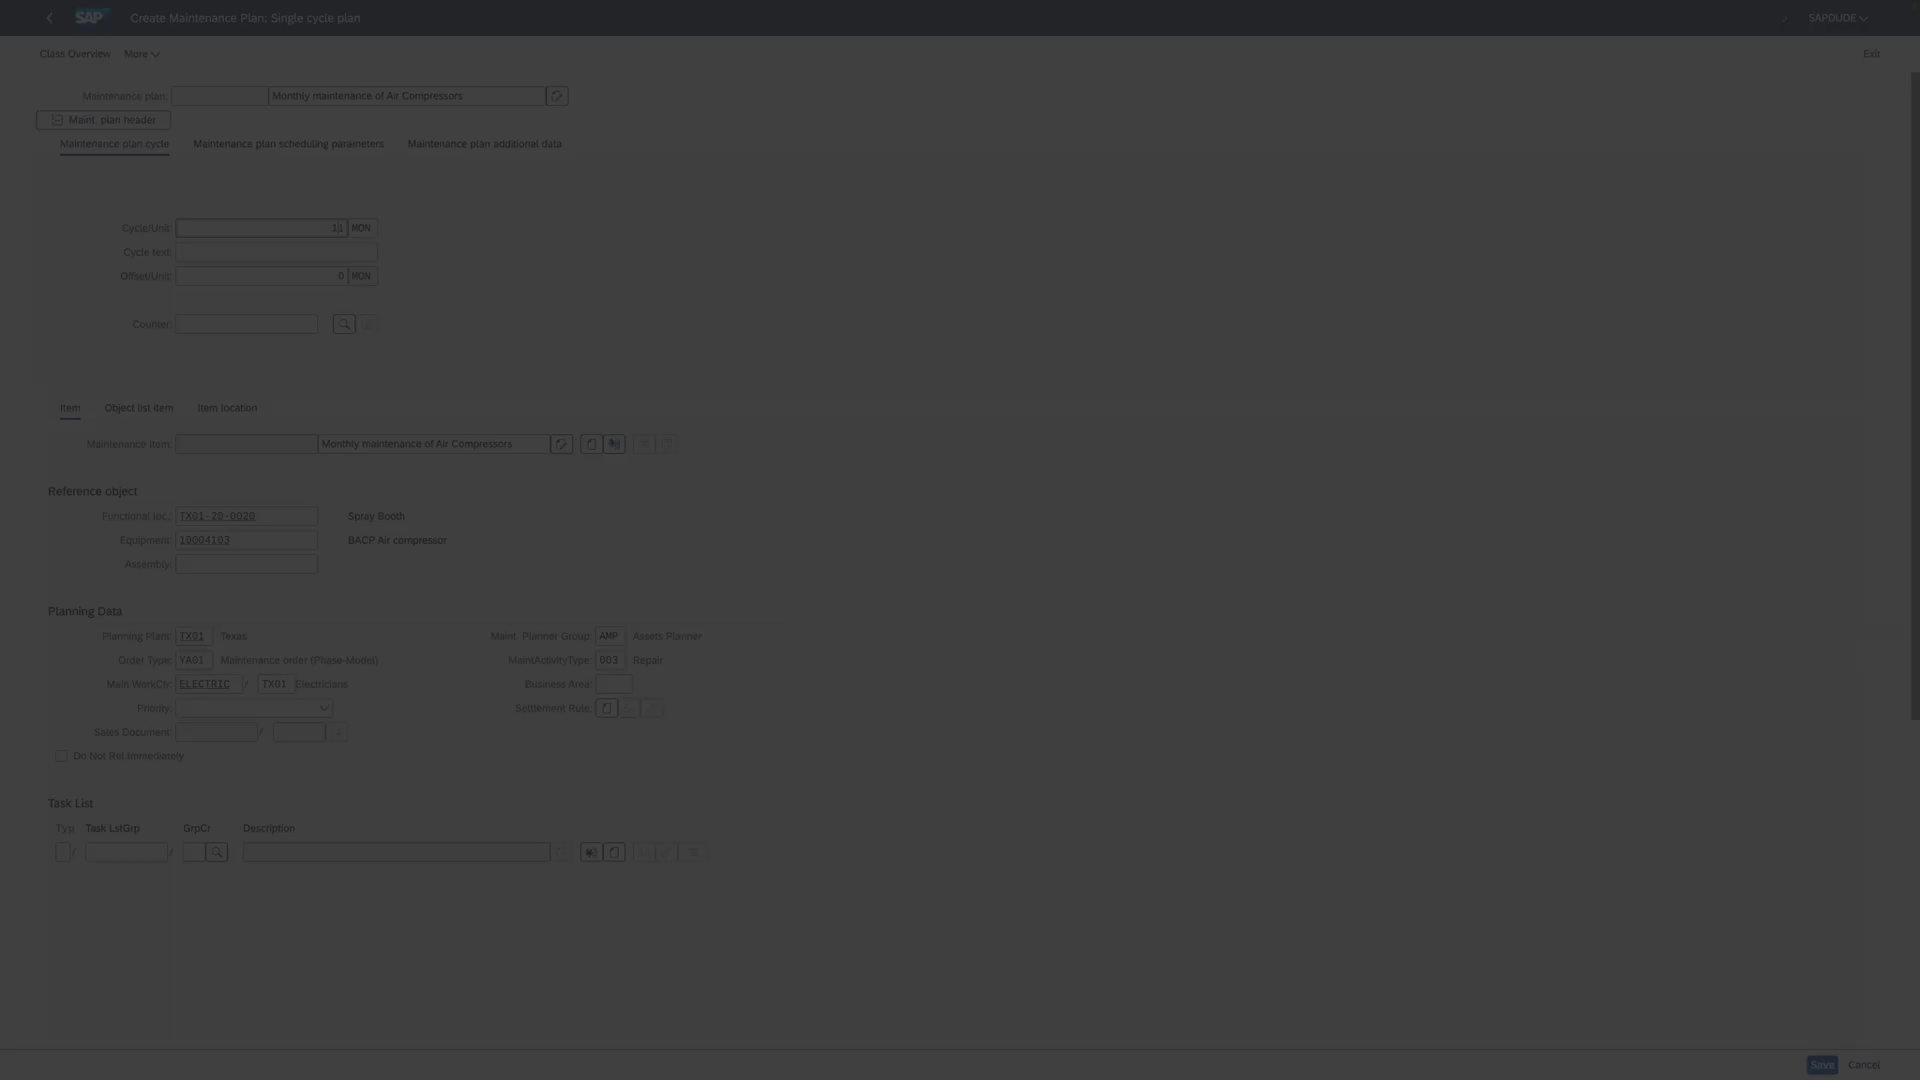 SAP Create Maintenance Plan: Single cycle plan SAPDUDE
Class Overview More Exit
Maintenance plan: Monthly maintenance of Air Compressors
Maint. plan header
Maintenance plan cycle Maintenance plan scheduling parameters Maintenance plan additional data
Cycle/Unit: 11 MON
Cycle text:
Offset/Unit: 0 MON
Counter:
Item Object list item Item location
Maintenance Item: Monthly maintenance of Air Compressors
Reference object
Functional loc.: TX01-20-0020 Spray Booth
Equipment: 10004103 BACP Air compressor
Assembly:
Planning Data
Planning Plant: TX01 Texas Maint. Planner Group: AMP Assets Planner
Order Type: YA01 Maintenance order (Phase-Model) MaintActivityType: 003 Repair
Main WorkCtr: ELECTRIC / TX01 Electricians Business Area:
Priority: Settlement Rule:
Sales Document: /
Do Not Rel.Immediately
Task List
Typ Task LstGrp GrpCr Description
/ /
Save Cancel